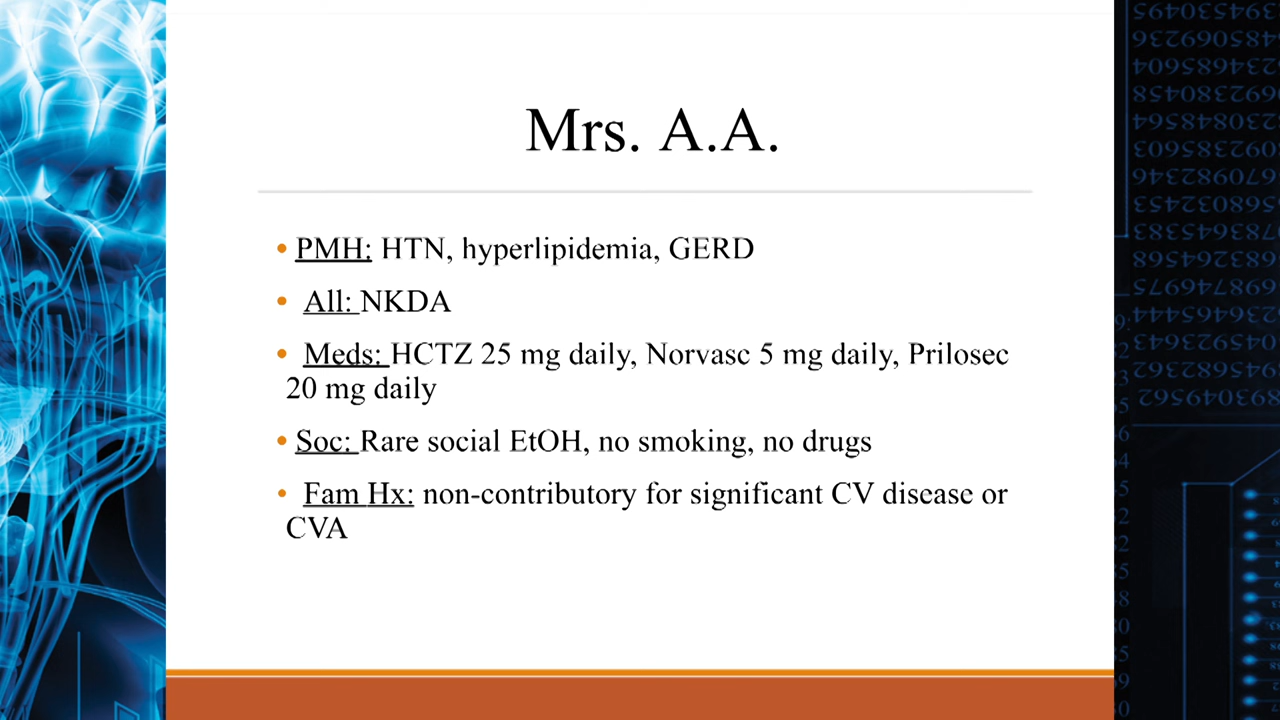 Mrs. A.A.
• PMH: HTN, hyperlipidemia, GERD
• All: NKDA
• Meds: HCTZ 25 mg daily, Norvasc 5 mg daily, Prilosec
20 mg daily
• Soc: Rare social EtOH, no smoking, no drugs
• Fam Hx: non-contributory for significant CV disease or
CVA